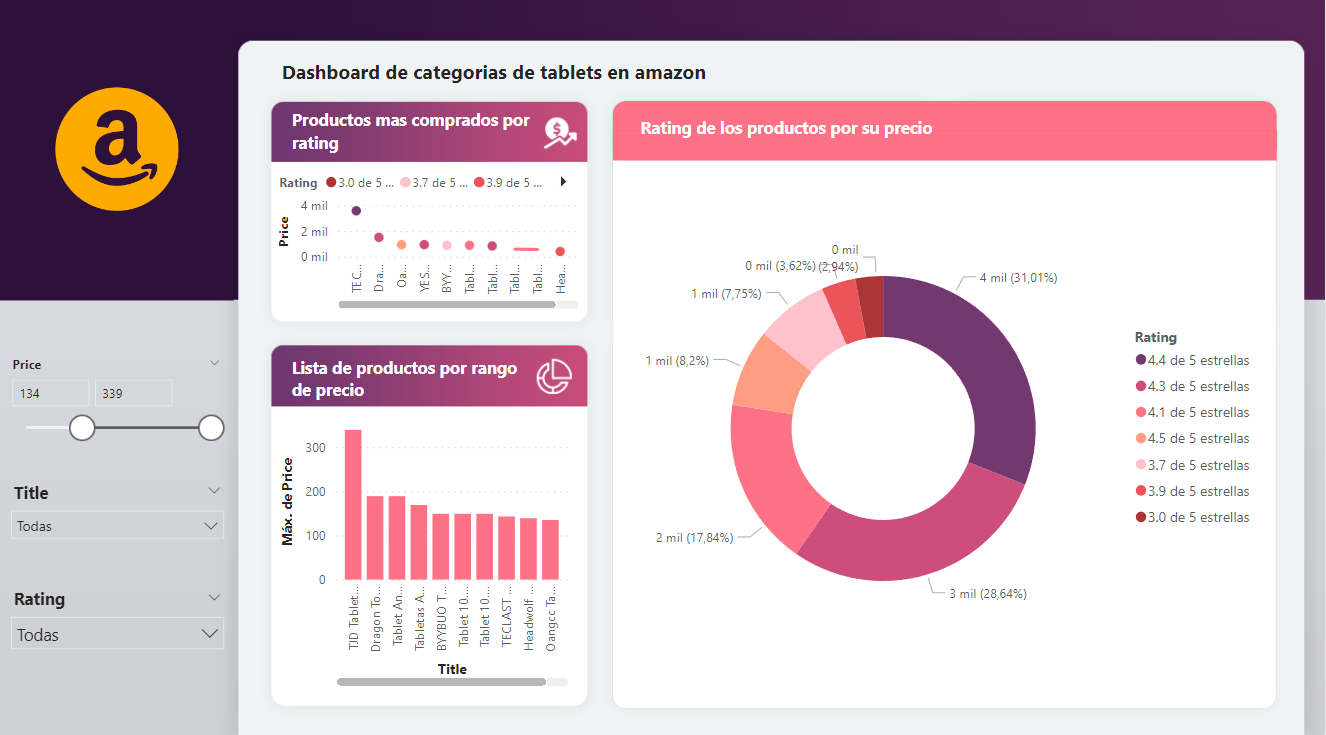 a
Dashboard de categorias de tablets en amazon
Productos mas comprados por
rating
Rating 3.0 de 5 ... 3.7 de 5 ... 3.9 de 5 ...
Price
4 mil
2 mil
0 mil
TEC...
Dra...
Oa...
YES...
BYY...
Tabl...
Tabl...
Tabl...
Tabl...
Hea...
Lista de productos por rango
de precio
Máx. de Price
300
200
100
0
TJD Tablet...
Dragon To...
Tablet An...
Tabletas A...
BYYBUO T...
Tablet 10....
Tablet 10....
TECLAST ...
Headwolf ...
Oangcc Ta...
Title
Rating de los productos por su precio
0 mil
0 mil (3,62%) (2,94%)
4 mil (31,01%)
1 mil (7,75%)
1 mil (8,2%)
2 mil (17,84%)
3 mil (28,64%)
Rating
4.4 de 5 estrellas
4.3 de 5 estrellas
4.1 de 5 estrellas
4.5 de 5 estrellas
3.7 de 5 estrellas
3.9 de 5 estrellas
3.0 de 5 estrellas
Price
134 339
Title
Todas
Rating
Todas